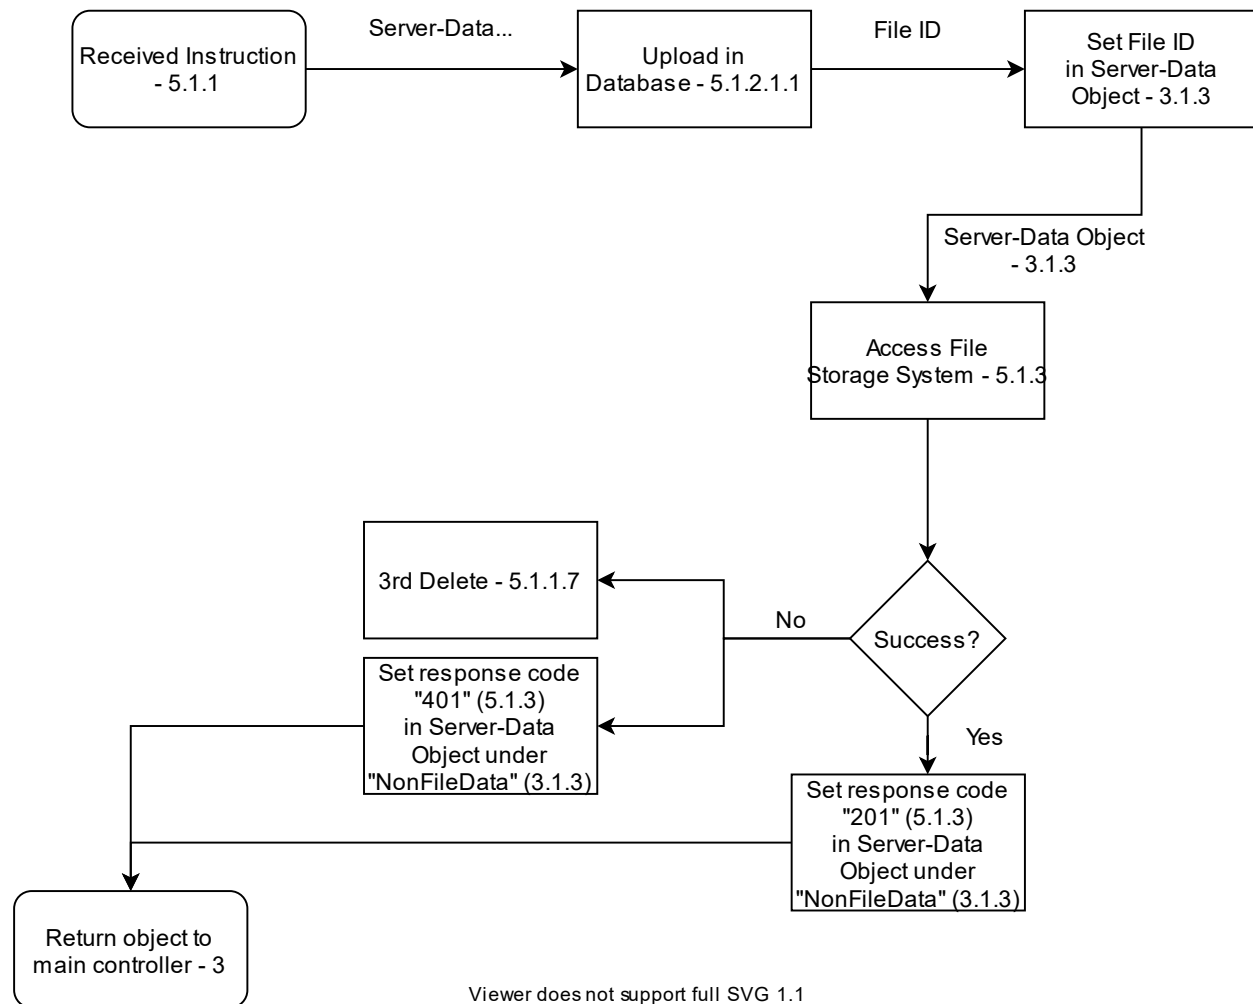 Received Instruction
- 5.1.1
Server-Data...
Upload in
Database - 5.1.2.1.1
File ID
Set File ID
in Server-Data
Object - 3.1.3
Server-Data Object
- 3.1.3
Access File
Storage System - 5.1.3
Success?
No
3rd Delete - 5.1.1.7
Set response code
"401" (5.1.3)
in Server-Data
Object under
"NonFileData" (3.1.3)
Yes
Set response code
"201" (5.1.3)
in Server-Data
Object under
"NonFileData" (3.1.3)
Return object to
main controller - 3
Viewer does not support full SVG 1.1